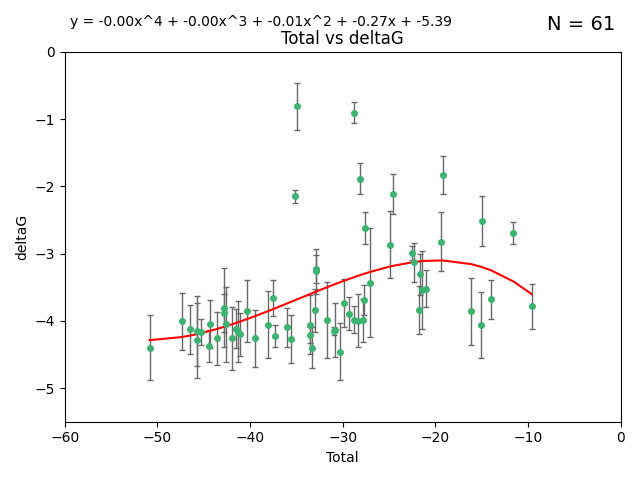 y = -0.00x^4 + -0.00x^3 + -0.01x^2 + -0.27x + -5.39
N = 61
Total vs deltaG
0
−1
−2
−3
−4
−5
deltaG
−60 −50 −40 −30 −20 −10 0
Total